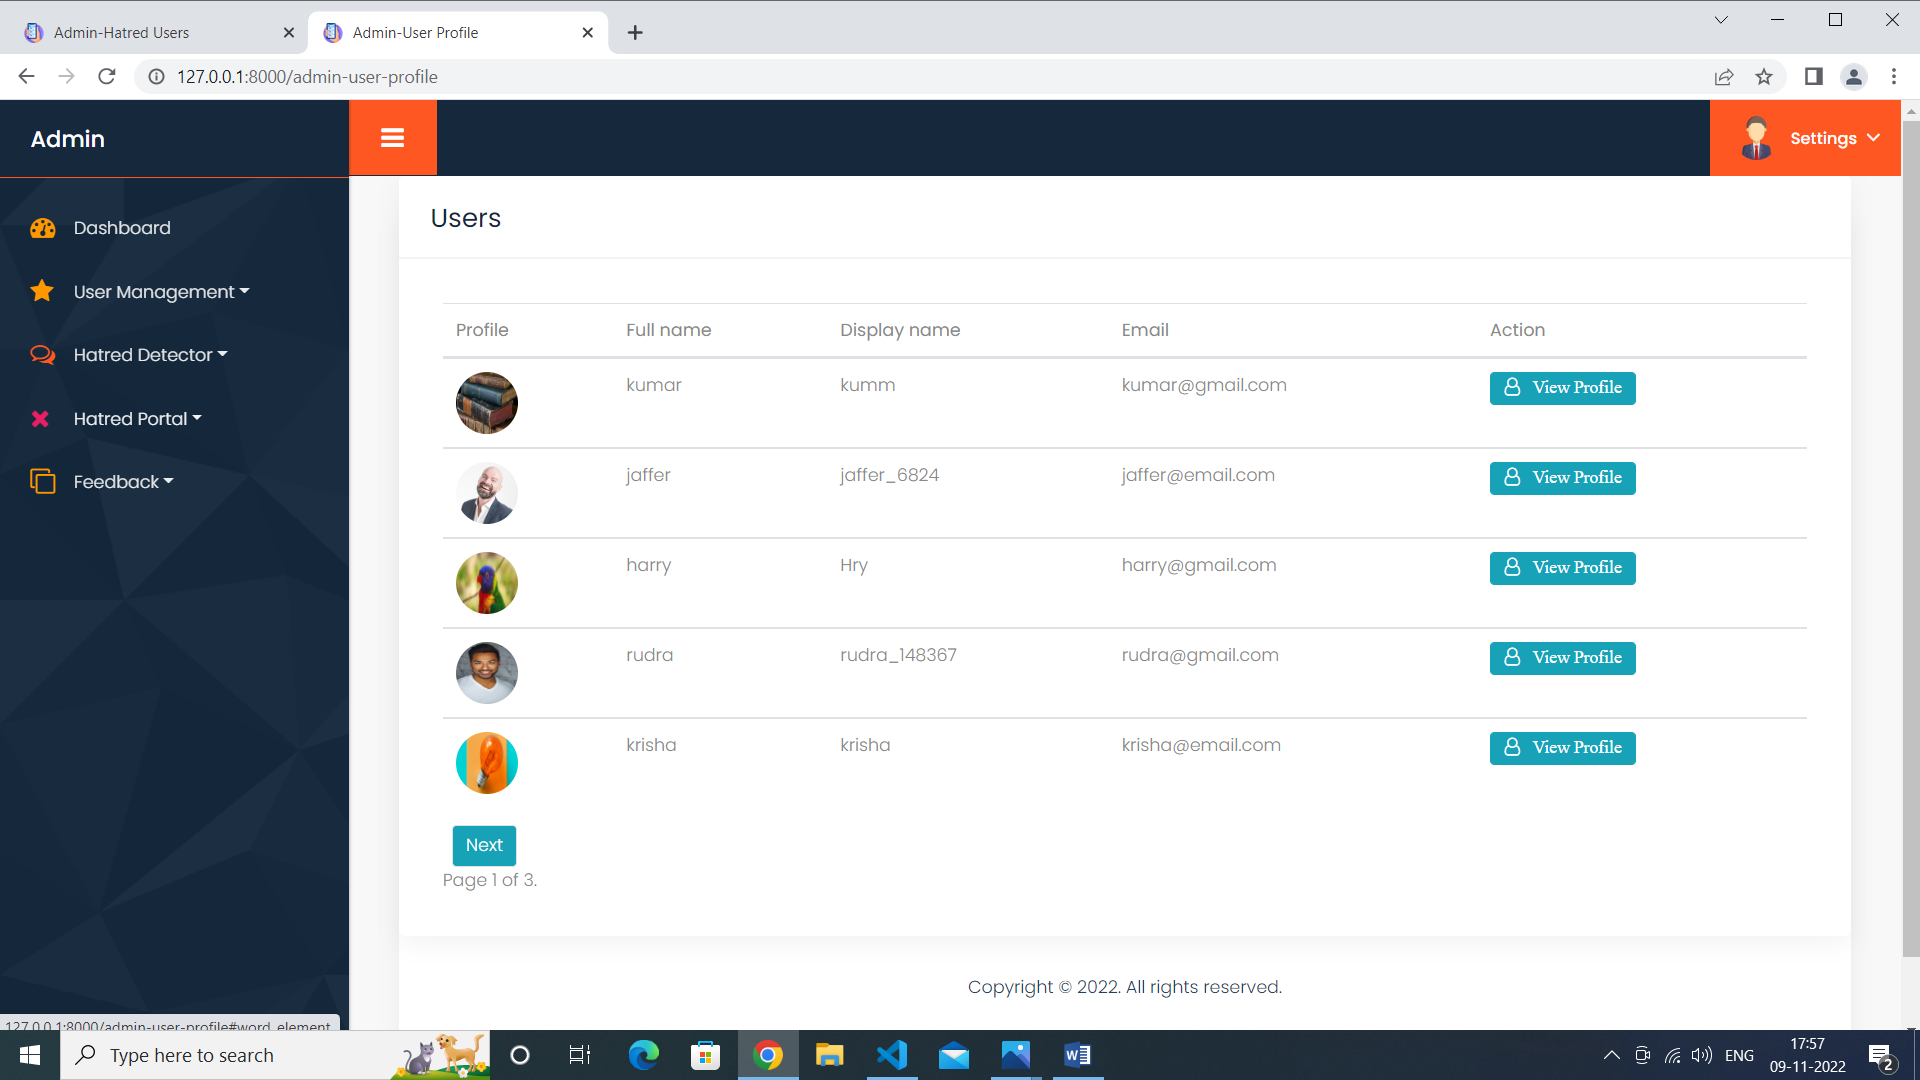 Admin-Hatred Users
Admin-User Profile
127.0.0.1:8000/admin-user-profile
Admin
Settings
Dashboard
User Management
Hatred Detector
Hatred Portal
Feedback
Users
Profile Full name Display name Email Action
kumar kumm kumar@gmail.com View Profile
jaffer jaffer_6824 jaffer@email.com View Profile
harry Hry harry@gmail.com View Profile
rudra rudra_148367 rudra@gmail.com View Profile
krisha krisha krisha@email.com View Profile
Next
Page 1 of 3.
Copyright © 2022. All rights reserved.
127.0.0.1:8000/admin-user-profile#word_element
Type here to search
ENG
17:57
09-11-2022
2